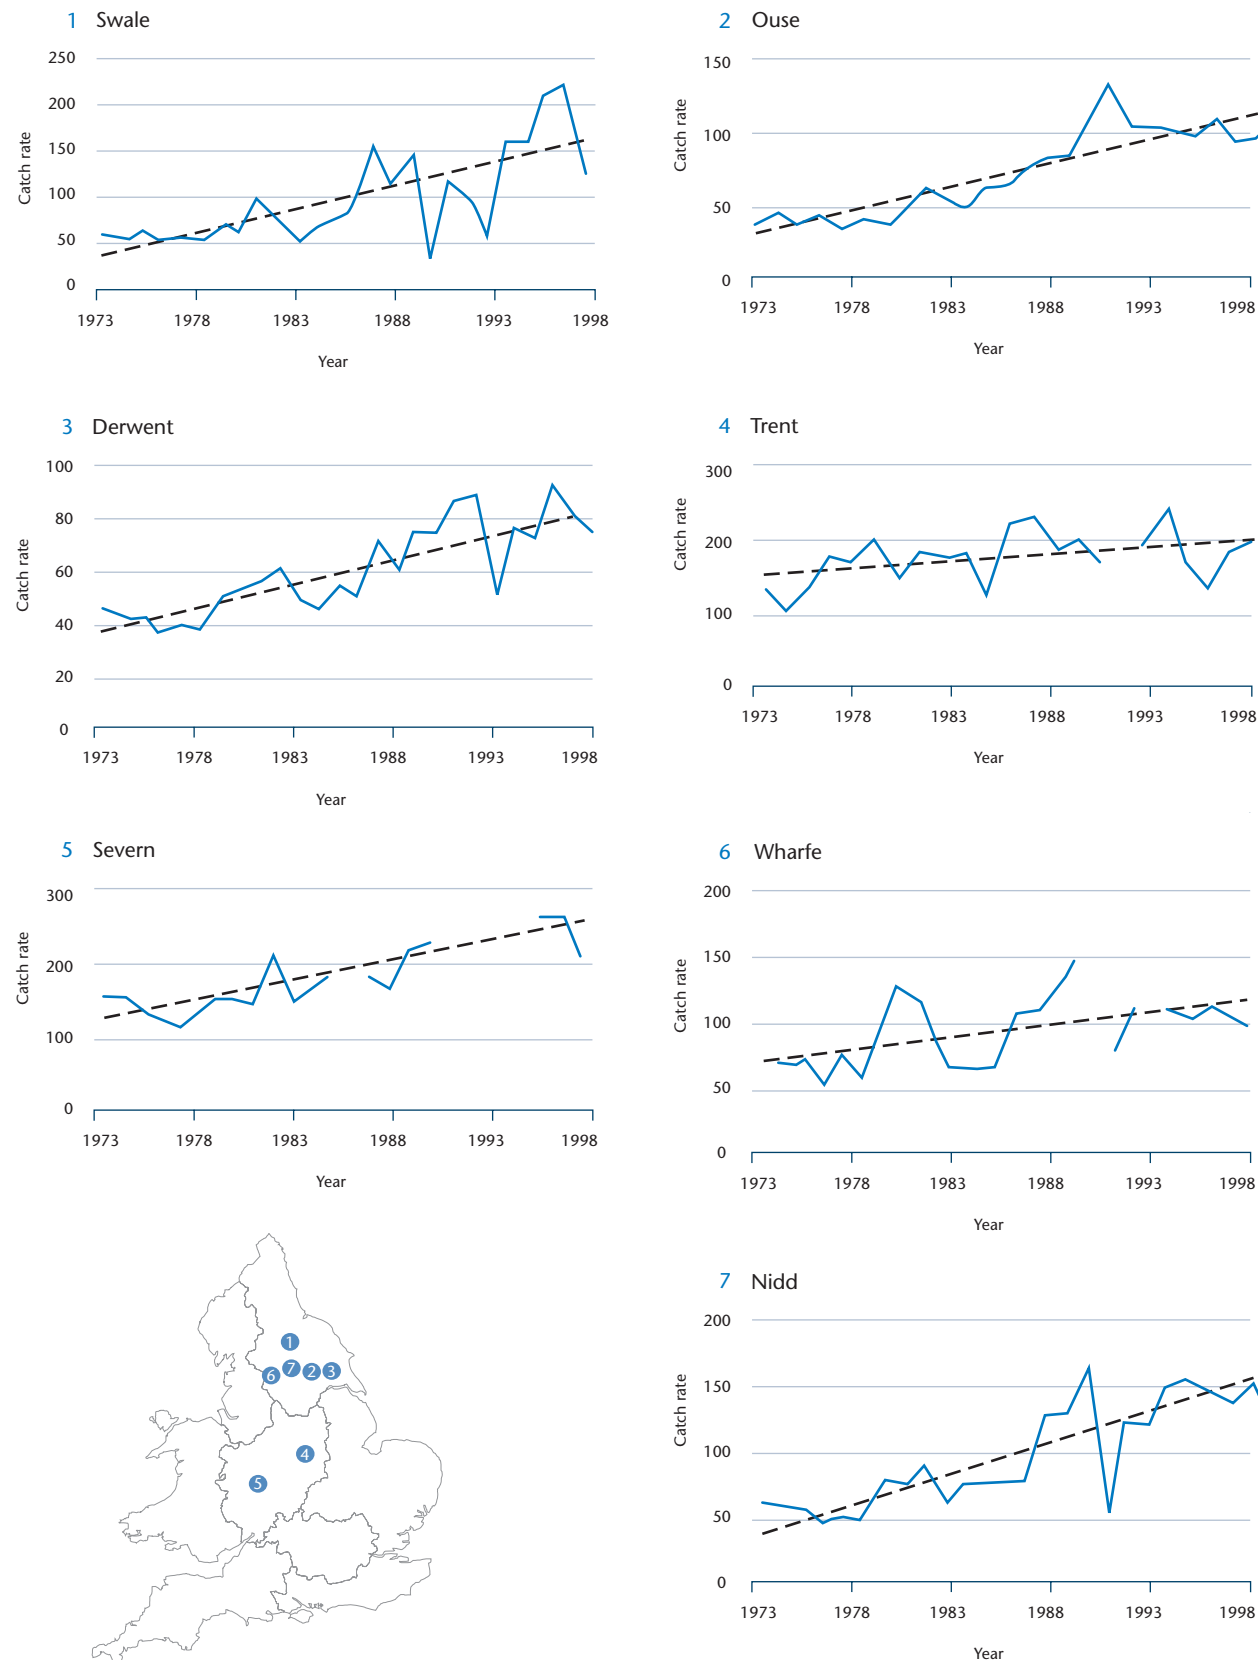 1 Swale
250
200
150
100
50
0
Catch rate
1973 1978 1983 1988 1993 1998
Year
2 Ouse
150
100
50
0
Catch rate
1973 1978 1983 1988 1993 1998
Year
3 Derwent
100
80
60
40
20
0
Catch rate
1973 1978 1983 1988 1993 1998
Year
4 Trent
300
200
100
0
Catch rate
1973 1978 1983 1988 1993 1998
Year
5 Severn
300
200
100
0
Catch rate
1973 1978 1983 1988 1993 1998
Year
6 Wharfe
200
150
100
50
0
Catch rate
1973 1978 1983 1988 1993 1998
Year
1
6 7 2 3
4
5
7 Nidd
200
150
100
50
0
Catch rate
1973 1978 1983 1988 1993 1998
Year